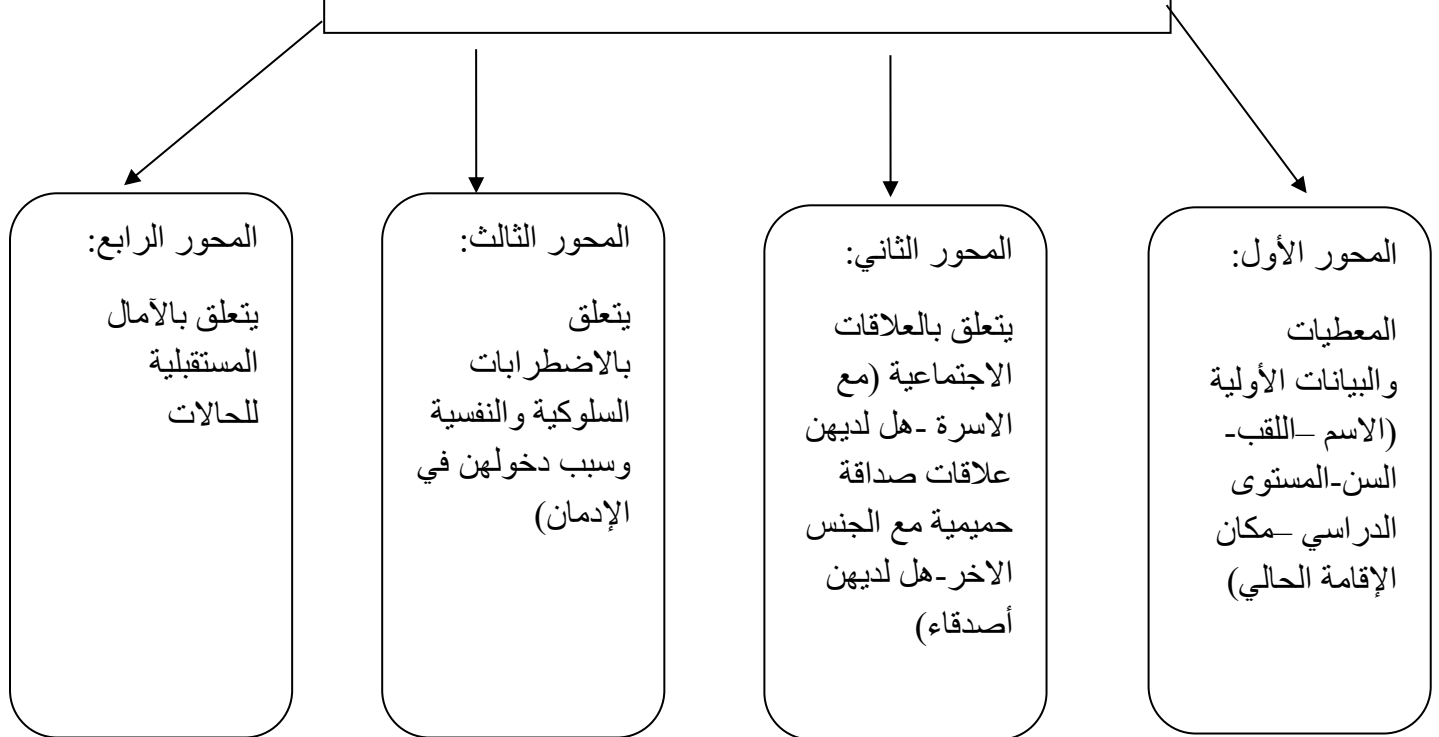 المحور الأول:
المعطيات
والبيانات الأولية
(الاسم –اللقب-
السن-المستوى
الدراسي –مكان
الإقامة الحالي)
المحور الثاني:
يتعلق بالعلاقات
الاجتماعية (مع
الاسرة -هل لديهن
علاقات صداقة
حميمية مع الجنس
الاخر-هل لديهن
أصدقاء)
المحور الثالث:
يتعلق
بالاضطرابات
السلوكية والنفسية
وسبب دخولهن في
الإدمان)
المحور الرابع:
يتعلق بالآمال
المستقبلية
للحالات